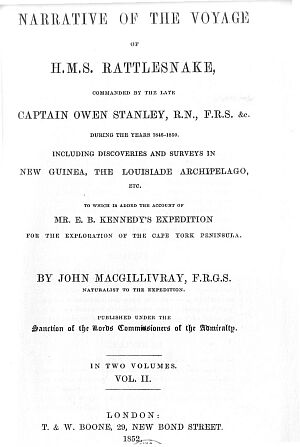 NARRATIVE OF THE VOYAGE
OF
H.M.S. RATTLESNAKE,
COMMANDED BY THE LATE
CAPTAIN OWEN STANLEY, R.N., F.R.S. &c.
DURING THE YEARS 1846-1850.
INCLUDING DISCOVERIES AND SURVEYS IN
NEW GUINEA, THE LOUISIADE ARCHIPELAGO,
ETC.
TO WHICH IS ADDED THE ACCOUNT OF
MR. E. B. KENNEDY'S EXPEDITION
FOR THE EXPLORATION OF THE CAPE YORK PENINSULA.
BY JOHN MACGILLIVRAY, F.R.G.S.
NATURALIST TO THE EXPEDITION.
PUBLISHED UNDER THE
Sanction of the Lords Commissioners of the Admiralty.
IN TWO VOLUMES.
VOL. II.
LONDON:
T. & W. BOONE, 29, NEW BOND STREET.
1852.